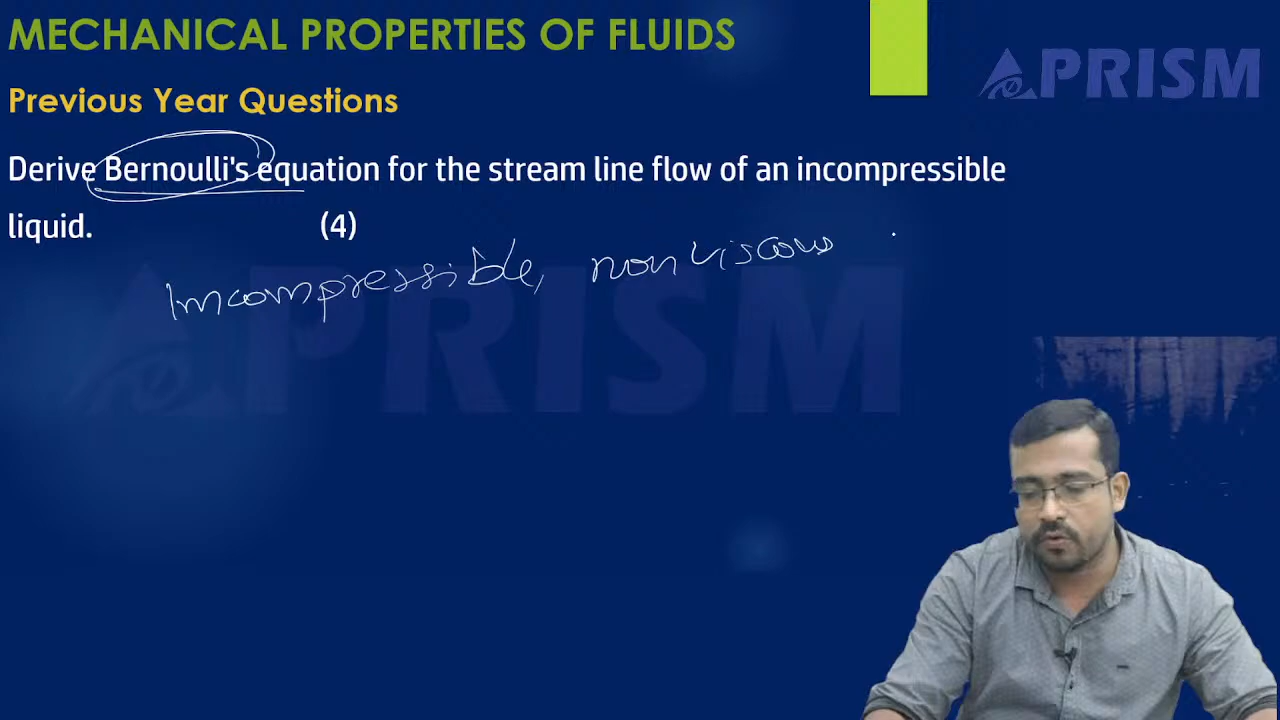 MECHANICAL PROPERTIES OF FLUIDS
PRISM
Previous Year Questions
Derive Bernoulli's equation for the stream line flow of an incompressible
liquid. (4)
Incompressible, non viscous
PRISM